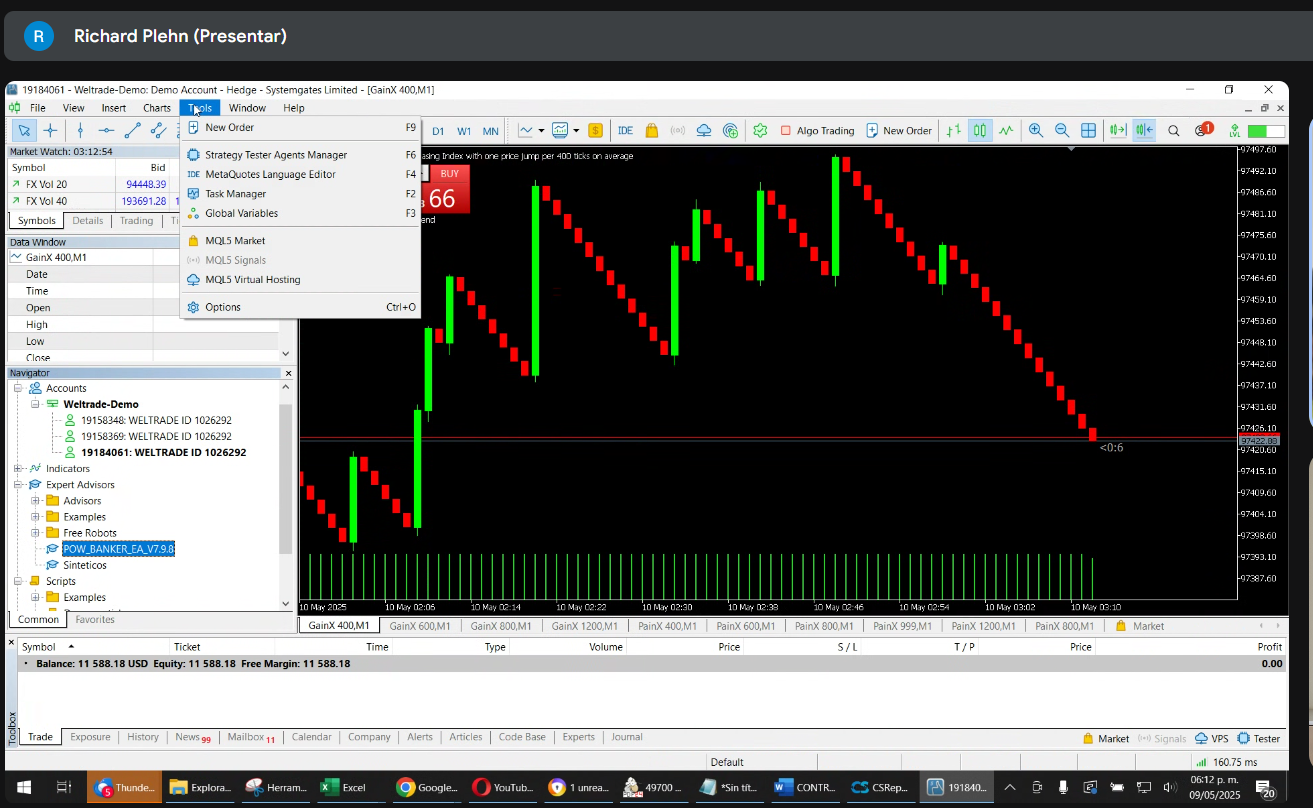 R Richard Plehn (Presentar)
19184061 - Weltrade-Demo: Demo Account - Hedge - Systemgates Limited - [GainX 400,M1]
File View Insert Charts Tools Window Help
D1 W1 MN $ IDE Algo Trading New Order 1 LVL
Market Watch: 03:12:54
Symbol Bid
FX Vol 20 94448.39
FX Vol 40 193691.28
Symbols Details Trading
Data Window
GainX 400,M1
Date
Time
Open
High
Low
Close
New Order F9
Strategy Tester Agents Manager F6
IDE MetaQuotes Language Editor F4
Task Manager F2
Global Variables F3
MQL5 Market
MQL5 Signals
MQL5 Virtual Hosting
Options Ctrl+O
Navigator
Accounts
Weltrade-Demo
19158348: WELTRADE ID 1026292
19158369: WELTRADE ID 1026292
19184061: WELTRADE ID 1026292
Indicators
Expert Advisors
Advisors
Examples
Free Robots
POW_BANKER_EA_V7.9.8
Sinteticos
Scripts
Examples
Common Favorites
Index with one price jump per 400 ticks on average
BUY
66
<0:6
97497.60
97492.10
97486.60
97481.10
97475.60
97470.10
97464.60
97459.10
97453.60
97448.10
97442.60
97437.10
97431.60
97426.10
97422.03
97420.60
97415.10
97409.60
97404.10
97398.60
97393.10
97387.60
10 May 2025 10 May 02:06 10 May 02:14 10 May 02:22 10 May 02:30 10 May 02:38 10 May 02:46 10 May 02:54 10 May 03:02 10 May 03:10
GainX 400,M1 GainX 600,M1 GainX 800,M1 GainX 1200,M1 PainX 400,M1 PainX 600,M1 PainX 800,M1 PainX 999,M1 PainX 1200,M1 PainX 800,M1 Market
Symbol Ticket Time Type Volume Price S / L T / P Price Profit
Balance: 11 588.18 USD Equity: 11 588.18 Free Margin: 11 588.18 0.00
Toolbox
Trade Exposure History News 99 Mailbox 11 Calendar Company Alerts Articles Code Base Experts Journal Market Signals VPS Tester
Default 160.75 ms
5 Thunde... Explora... Herram... Excel Google... YouTub... 1 unrea... 49700 ... *Sin tít... CONTR... CSRep... 191840... 06:12 p. m.
09/05/2025 20